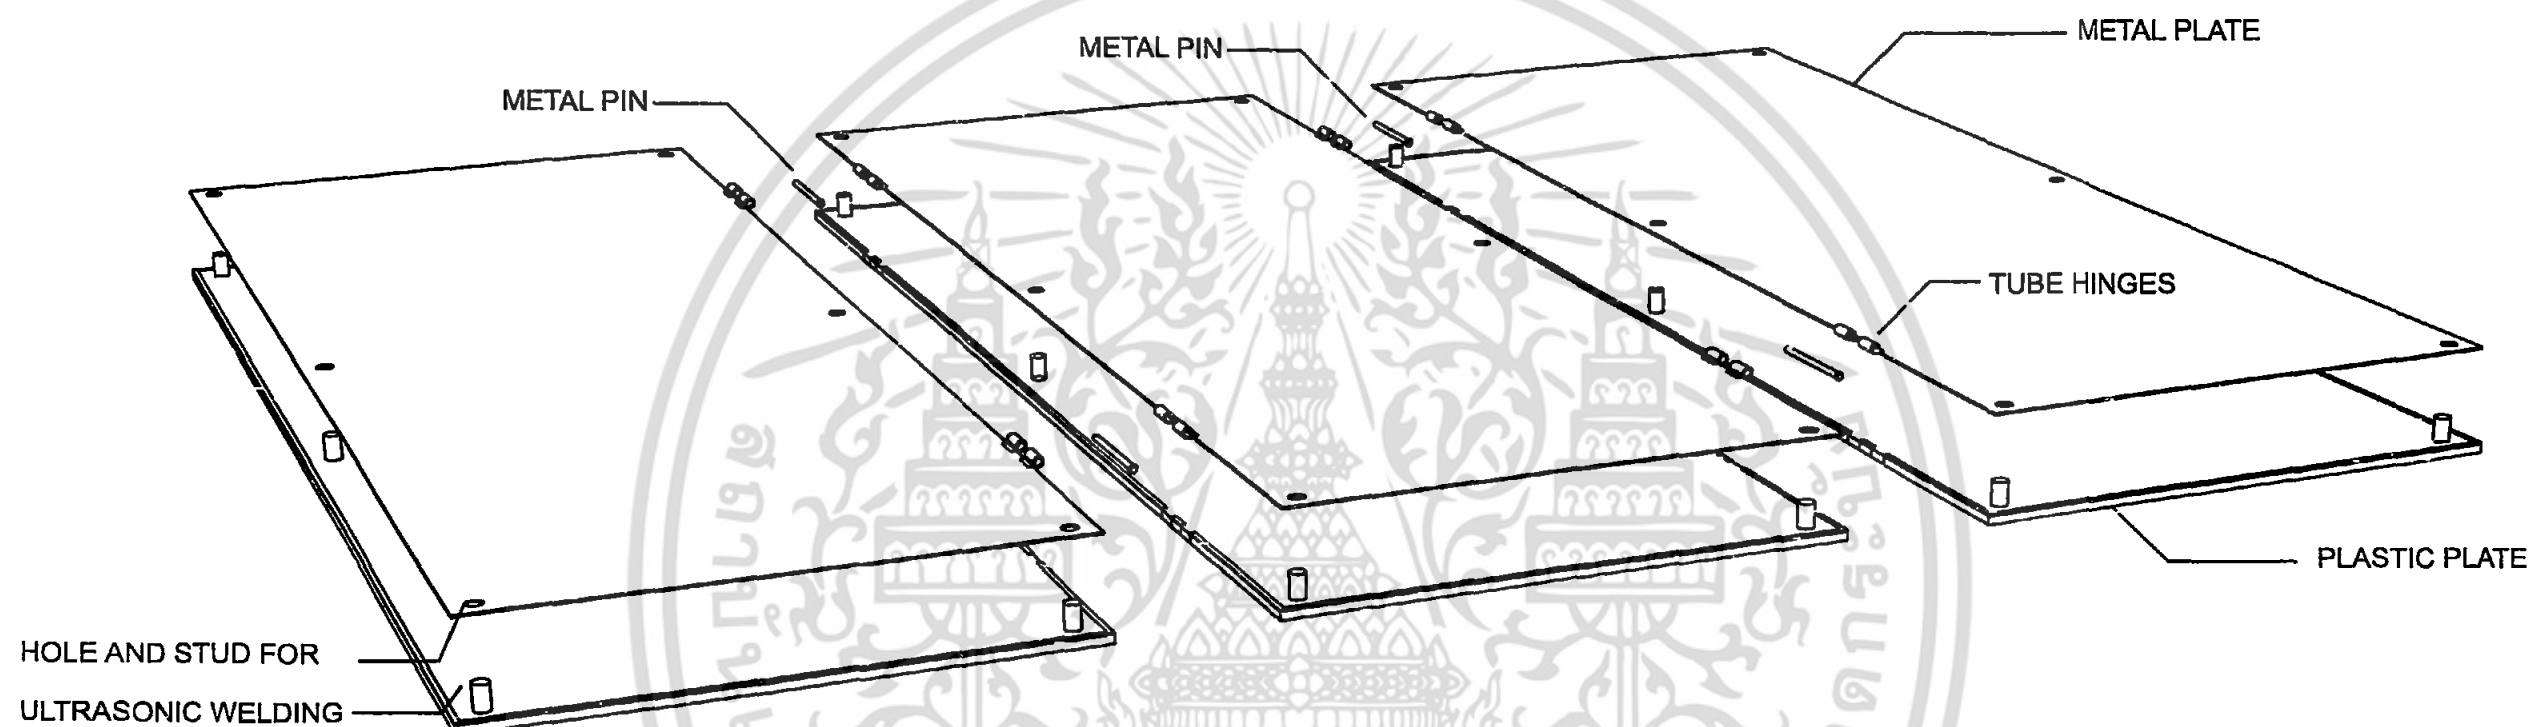 METAL PLATE
METAL PIN
METAL PIN
TUBE HINGES
PLASTIC PLATE
HOLE AND STUD FOR
ULTRASONIC WELDING